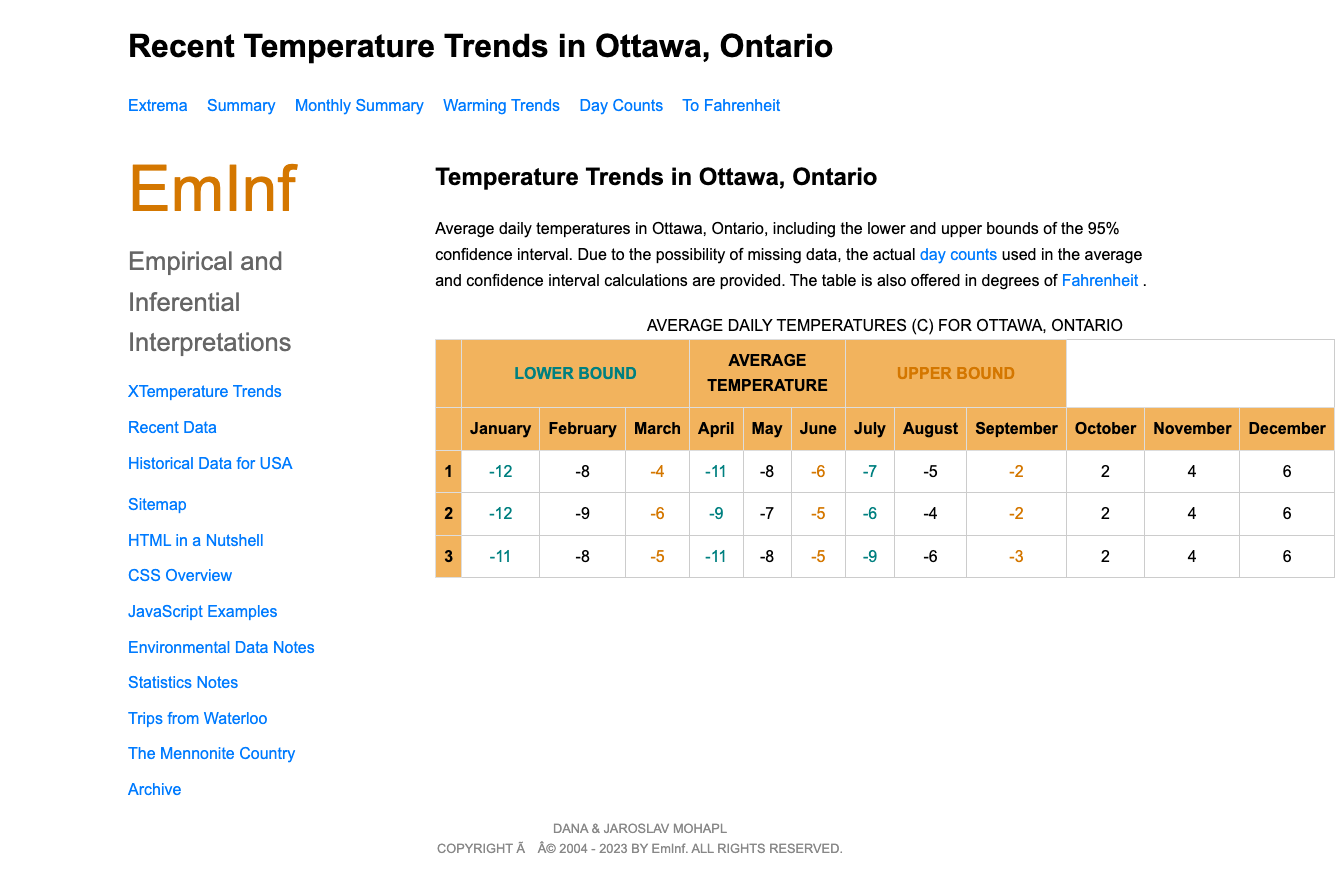 Recent Temperature Trends in Ottawa, Ontario
Extrema Summary Monthly Summary Warming Trends Day Counts To Fahrenheit
EmInf
Empirical and
Inferential
Interpretations
XTemperature Trends
Recent Data
Historical Data for USA
Sitemap
HTML in a Nutshell
CSS Overview
JavaScript Examples
Environmental Data Notes
Statistics Notes
Trips from Waterloo
The Mennonite Country
Archive
Temperature Trends in Ottawa, Ontario
Average daily temperatures in Ottawa, Ontario, including the lower and upper bounds of the 95%
confidence interval. Due to the possibility of missing data, the actual day counts used in the average
and confidence interval calculations are provided. The table is also offered in degrees of Fahrenheit .
AVERAGE DAILY TEMPERATURES (C) FOR OTTAWA, ONTARIO
LOWER BOUND AVERAGE TEMPERATURE UPPER BOUND
January February March April May June July August September October November December
1 -12 -8 -4 -11 -8 -6 -7 -5 -2 2 4 6
2 -12 -9 -6 -9 -7 -5 -6 -4 -2 2 4 6
3 -11 -8 -5 -11 -8 -5 -9 -6 -3 2 4 6
DANA & JAROSLAV MOHAPL
COPYRIGHT Ã Â© 2004 - 2023 BY EmInf. ALL RIGHTS RESERVED.